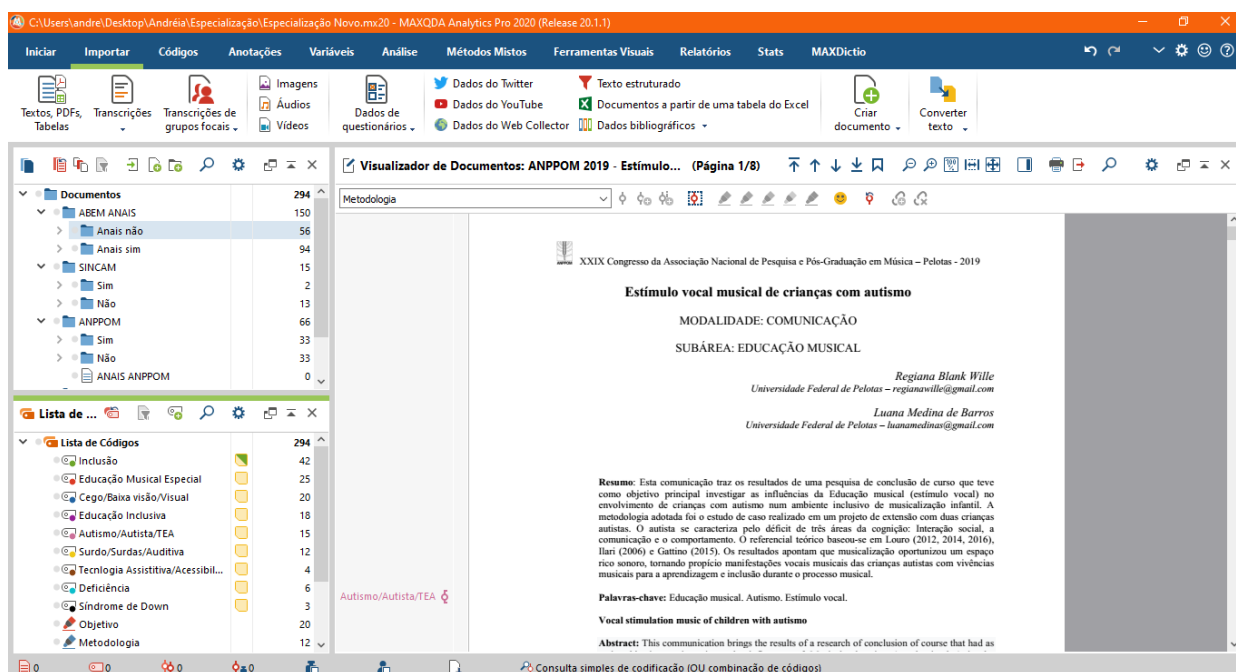 C:\Users\andre\Desktop\Andréia\Especialização\Especialização Novo.mx20 - MAXQDA Analytics Pro 2020 (Release 20.1.1)
Iniciar Importar Códigos Anotações Variáveis Análise Métodos Mistos Ferramentas Visuais Relatórios Stats MAXDictio
Textos, PDFs, Tabelas
Transcrições
Transcrições de grupos focais
Imagens
Áudios
Vídeos
Dados de questionários
Dados do Twitter
Dados do YouTube
Dados do Web Collector
Texto estruturado
Documentos a partir de uma tabela do Excel
Dados bibliográficos
Criar documento
Converter texto
Documentos 294
ABEM ANAIS 150
Anais não 56
Anais sim 94
SINCAM 15
Sim 2
Não 13
ANPPOM 66
Sim 33
Não 33
ANAIS ANPPOM 0
Lista de ...
Lista de Códigos 294
Inclusão 42
Educação Musical Especial 25
Cego/Baixa visão/Visual 20
Educação Inclusiva 18
Autismo/Autista/TEA 15
Surdo/Surdas/Auditiva 12
Tecnlogia Assistitiva/Acessibil... 4
Deficiência 6
Síndrome de Down 3
Objetivo 20
Metodologia 12
Visualizador de Documentos: ANPPOM 2019 - Estímulo... (Página 1/8)
Metodologia
XXIX Congresso da Associação Nacional de Pesquisa e Pós-Graduação em Música – Pelotas - 2019
Estímulo vocal musical de crianças com autismo
MODALIDADE: COMUNICAÇÃO
SUBÁREA: EDUCAÇÃO MUSICAL
Regiana Blank Wille
Universidade Federal de Pelotas – regianawille@gmail.com
Luana Medina de Barros
Universidade Federal de Pelotas – luanamedinas@gmail.com
Resumo: Esta comunicação traz os resultados de uma pesquisa de conclusão de curso que teve
como objetivo principal investigar as influências da Educação musical (estímulo vocal) no
envolvimento de crianças com autismo num ambiente inclusivo de musicalização infantil. A
metodologia adotada foi o estudo de caso realizado em um projeto de extensão com duas crianças
autistas. O autista se caracteriza pelo déficit de três áreas da cognição: Interação social, a
comunicação e o comportamento. O referencial teórico baseou-se em Louro (2012, 2014, 2016),
Ilari (2006) e Gattino (2015). Os resultados apontam que musicalização oportunizou um espaço
rico sonoro, tornando propício manifestações vocais musicais das crianças autistas com vivências
musicais para a aprendizagem e inclusão durante o processo musical.
Autismo/Autista/TEA
Palavras-chave: Educação musical. Autismo. Estímulo vocal.
Vocal stimulation music of children with autism
Abstract: This communication brings the results of a research of conclusion of course that had as
0 0 0 0 Consulta simples de codificação (OU combinação de códigos)